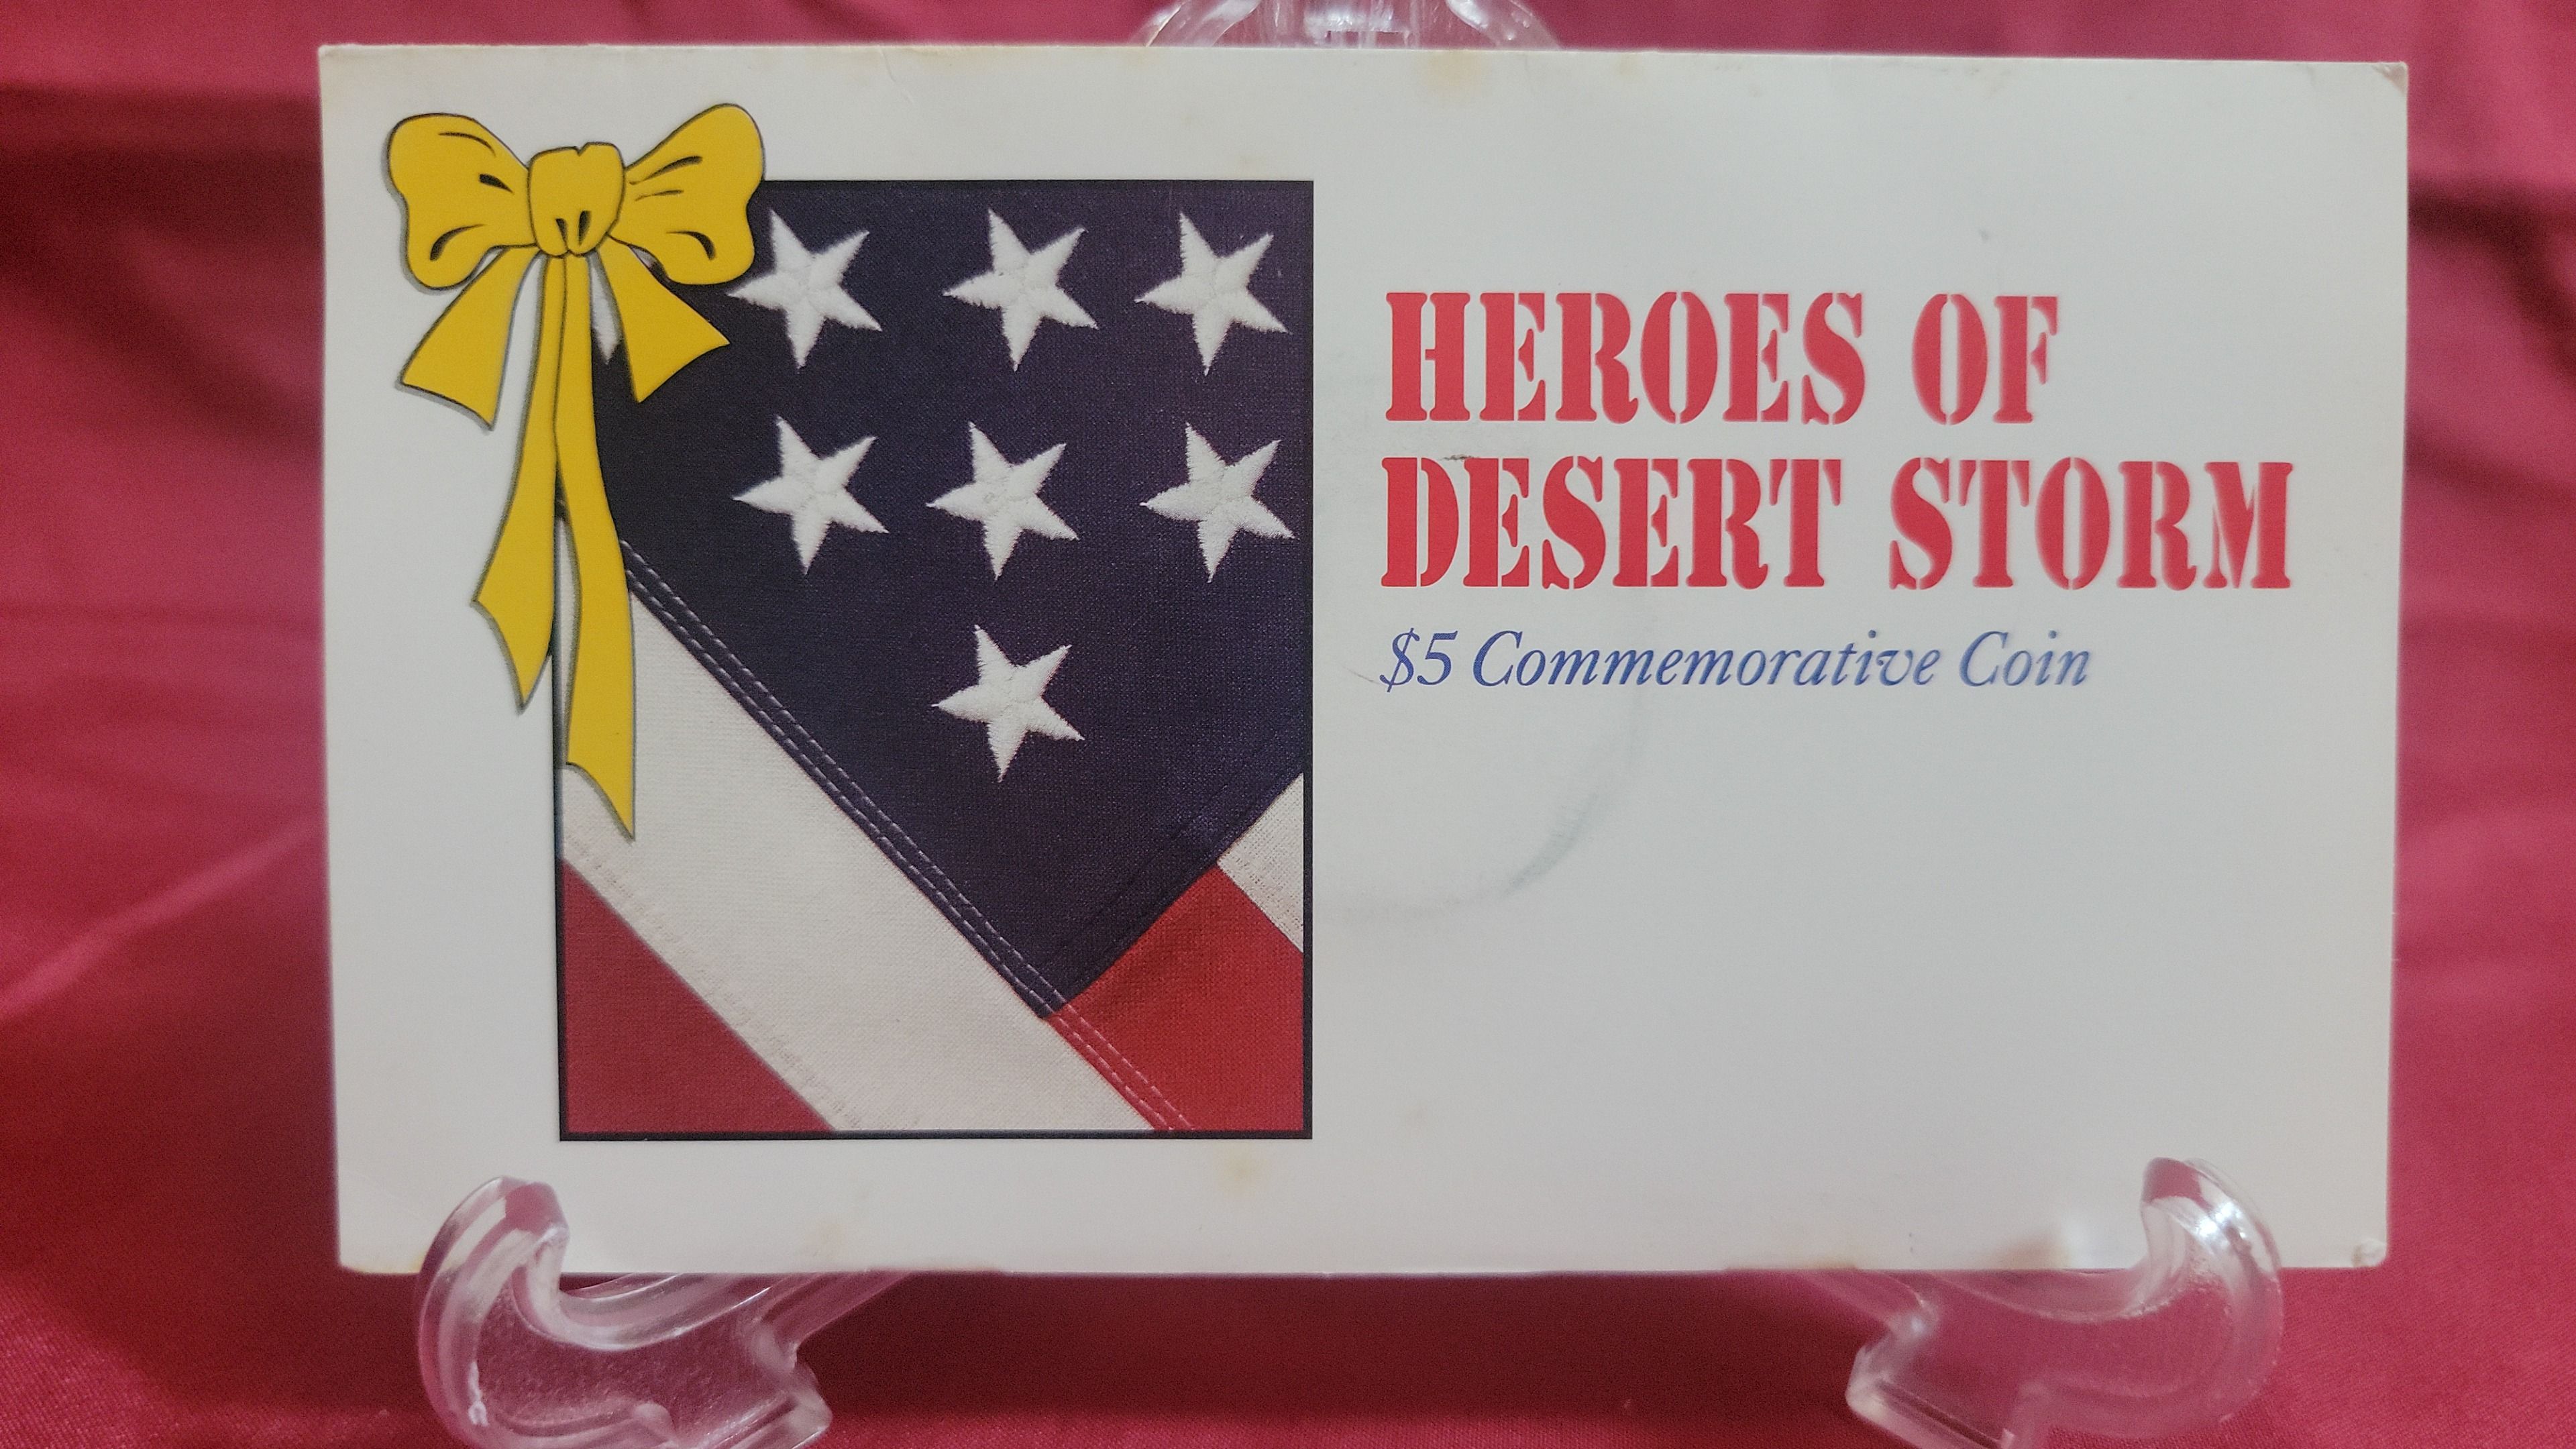 HEROES OF
DESERT STORM
$5 Commemorative Coin